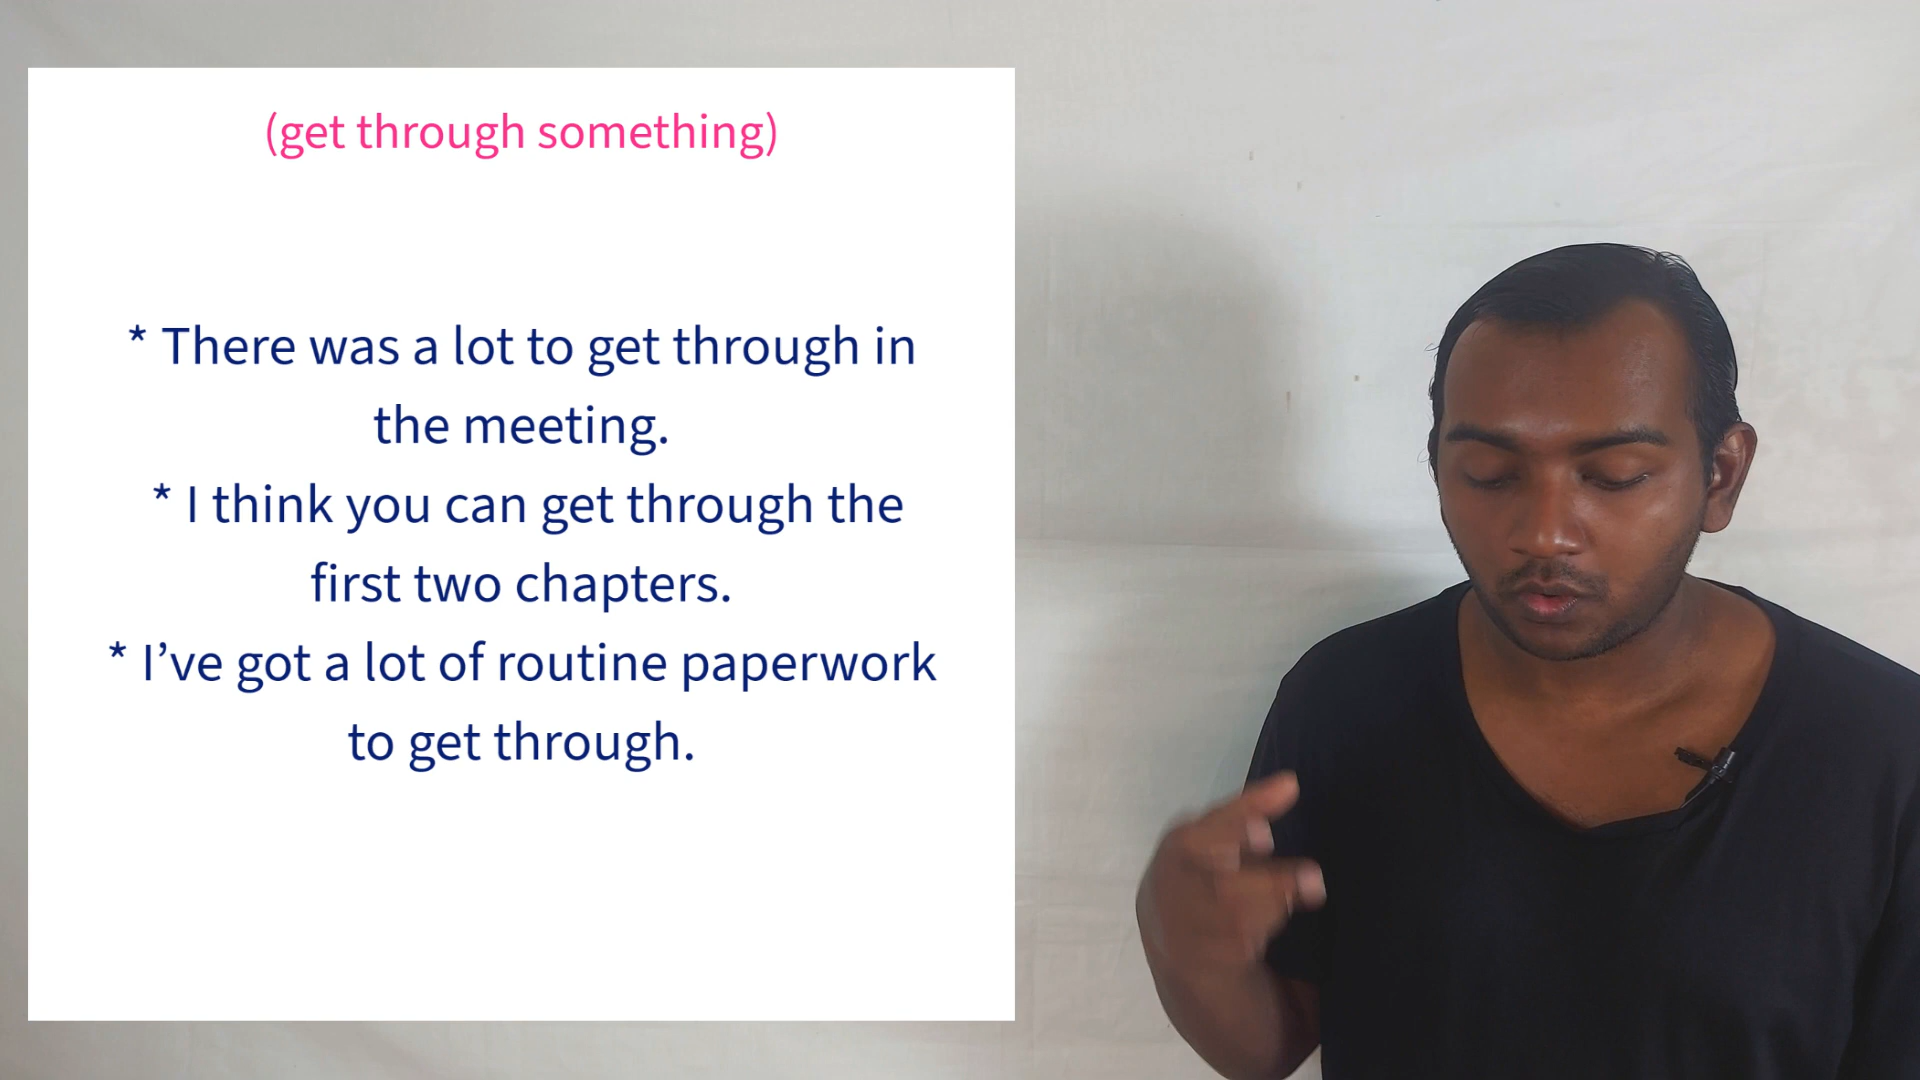 (get through something)
* There was a lot to get through in
the meeting.
* I think you can get through the
first two chapters.
* I’ve got a lot of routine paperwork
to get through.